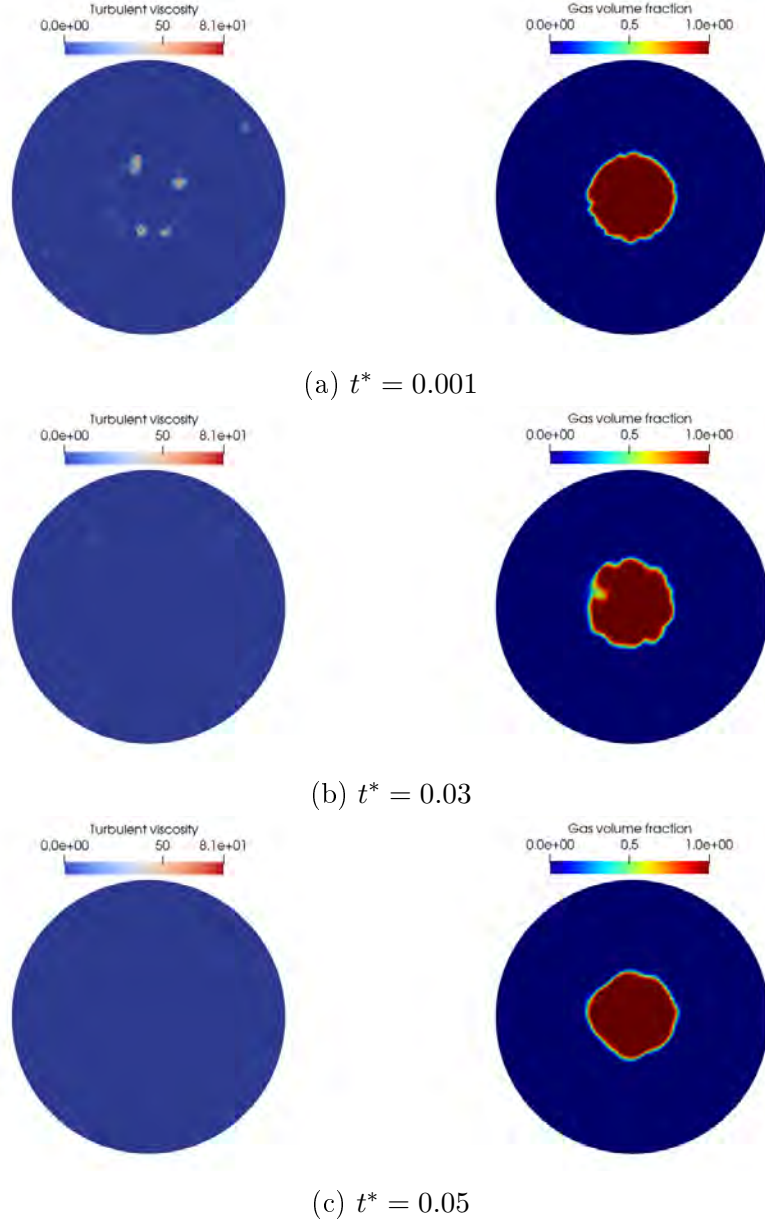 Turbulent viscosity Gas volume fraction
0.0e+00 50 8.1e+01 0.0e+00 0.5 1.0e+00
(a) t* = 0.001
Turbulent viscosity Gas volume fraction
0.0e+00 50 8.1e+01 0.0e+00 0.5 1.0e+00
(b) t* = 0.03
Turbulent viscosity Gas volume fraction
0.0e+00 50 8.1e+01 0.0e+00 0.5 1.0e+00
(c) t* = 0.05